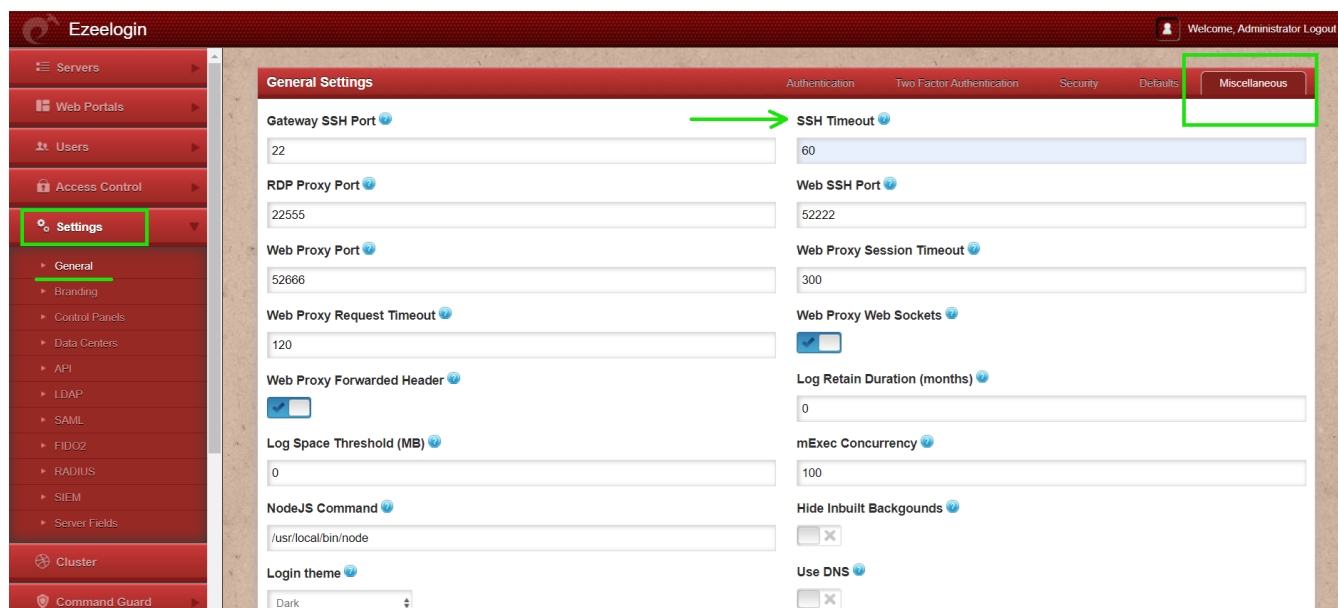 Ezeelogin
Welcome, Administrator Logout
Servers
Web Portals
Users
Access Control
Settings
General
Branding
Control Panels
Data Centers
API
LDAP
SAML
FIDO2
RADIUS
SIEM
Server Fields
Cluster
Command Guard
General Settings
Authentication
Two Factor Authentication
Security
Defaults
Miscellaneous
Gateway SSH Port
22
SSH Timeout
60
RDP Proxy Port
22555
Web SSH Port
52222
Web Proxy Port
52666
Web Proxy Session Timeout
300
Web Proxy Request Timeout
120
Web Proxy Web Sockets
Web Proxy Forwarded Header
Log Retain Duration (months)
0
Log Space Threshold (MB)
0
mExec Concurrency
100
NodeJS Command
/usr/local/bin/node
Hide Inbuilt Backgounds
Login theme
Dark
Use DNS